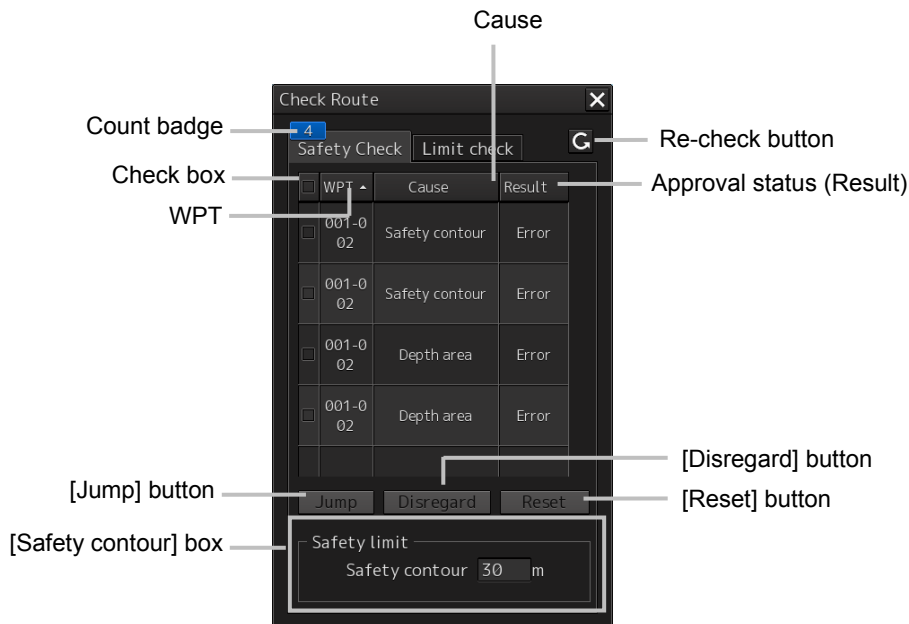 Cause
Check Route
Count badge
4
Safety Check
Limit check
Re-check button
Check box
WPT
Cause
Result
Approval status (Result)
WPT
001-0
02
Safety contour
Error
001-0
02
Safety contour
Error
001-0
02
Depth area
Error
001-0
02
Depth area
Error
[Disregard] button
[Jump] button
Jump
Disregard
Reset
[Reset] button
[Safety contour] box
Safety limit
Safety contour 30 m